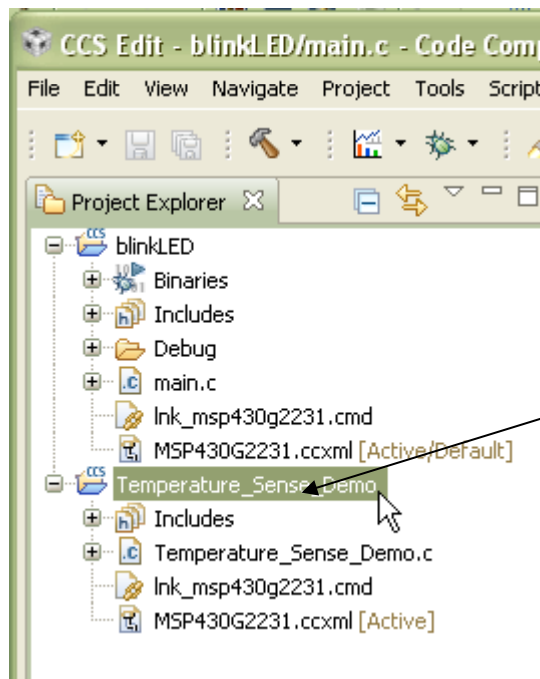 CCS Edit - blinkLED/main.c - Code Comp
File Edit View Navigate Project Tools Script
Project Explorer
blinkLED
Binaries
Includes
Debug
main.c
lnk_msp430g2231.cmd
MSP430G2231.ccxml [Active/Default]
Temperature_Sense_Demo
Includes
Temperature_Sense_Demo.c
lnk_msp430g2231.cmd
MSP430G2231.ccxml [Active]